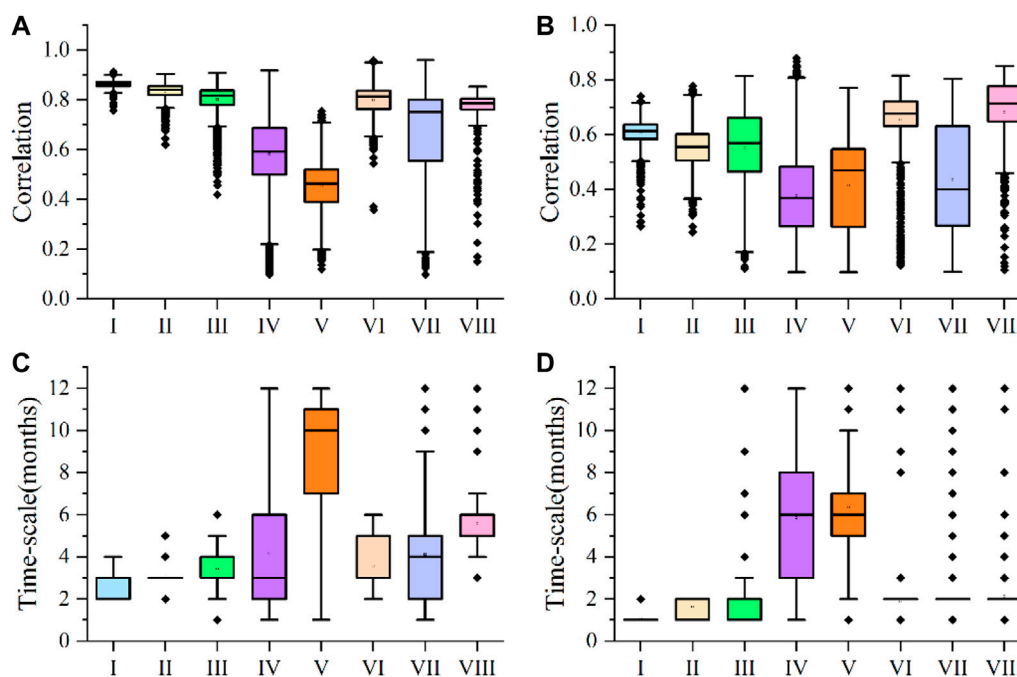 A
Correlation
1.0
0.8
0.6
0.4
0.2
0.0
I II III IV V VI VII VIII
B
Correlation
1.0
0.8
0.6
0.4
0.2
0.0
I II III IV V VI VII VII
C
Time-scale(months)
12
10
8
6
4
2
0
I II III IV V VI VII VIII
D
Time-scale(months)
12
10
8
6
4
2
0
I II III IV V VI VII VII